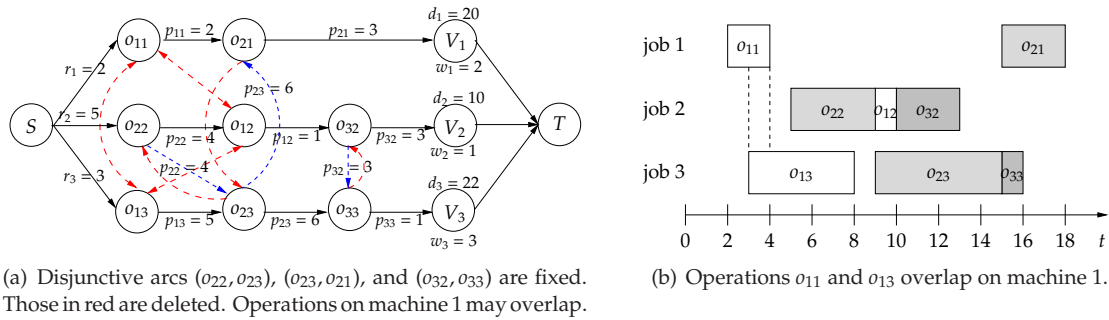 d₁ = 20
o₁₁ p₁₁ = 2 o₂₁ p₂₁ = 3 V₁
r₁ = 2 w₁ = 2
p₂₃ = 6 d₂ = 10
r₂ = 5
S o₂₂ p₂₂ = 4 o₁₂ p₁₂ = 1 o₃₂ p₃₂ = 3 V₂ T
w₂ = 1
p₂₂ = 4 p₃₂ = 3
r₃ = 3 d₃ = 22
o₁₃ p₁₃ = 5 o₂₃ p₂₃ = 6 o₃₃ p₃₃ = 1 V₃
w₃ = 3
(a) Disjunctive arcs (o₂₂, o₂₃), (o₂₃, o₂₁), and (o₃₂, o₃₃) are fixed.
Those in red are deleted. Operations on machine 1 may overlap.
job 1 o₁₁ o₂₁
job 2 o₂₂ o₁₂ o₃₂
job 3 o₁₃ o₂₃ o₃₃
0 2 4 6 8 10 12 14 16 18 t
(b) Operations o₁₁ and o₁₃ overlap on machine 1.